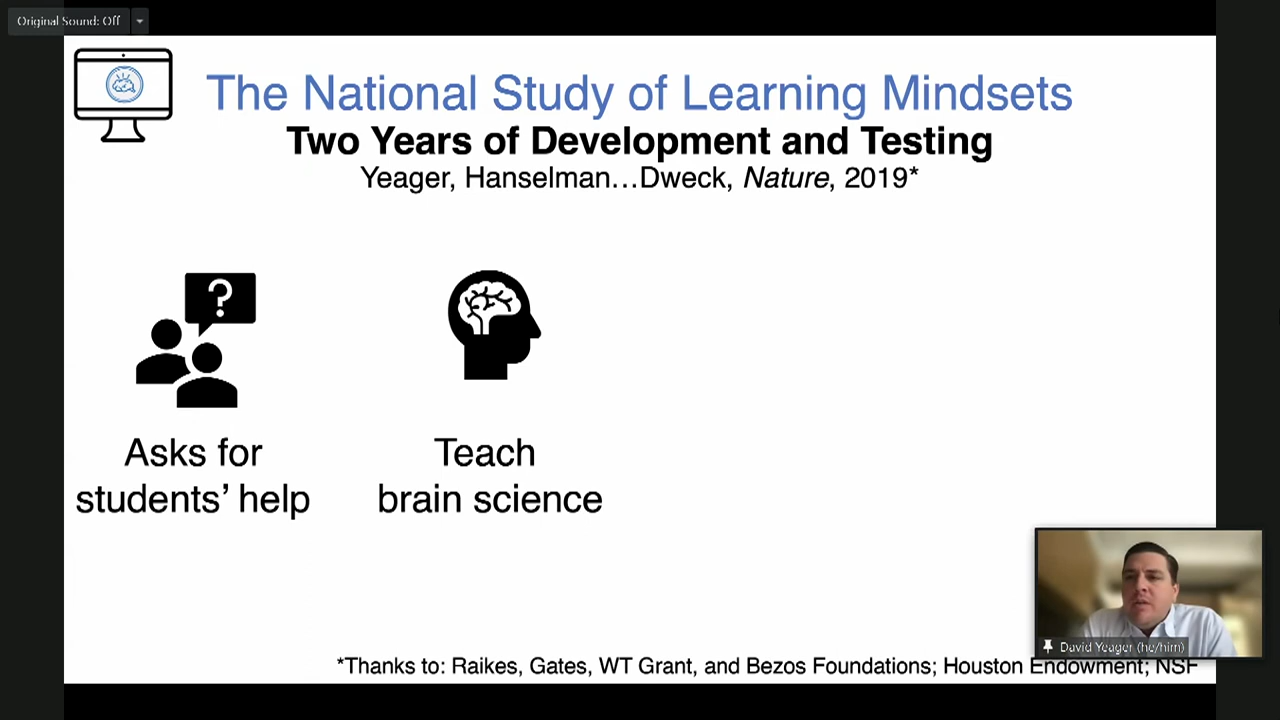 Original Sound: Off
The National Study of Learning Mindsets
Two Years of Development and Testing
Yeager, Hanselman…Dweck, Nature, 2019*
?
Asks for
students’ help
Teach
brain science
David Yeager (he/him)
*Thanks to: Raikes, Gates, WT Grant, and Bezos Foundations; Houston Endowment; NSF